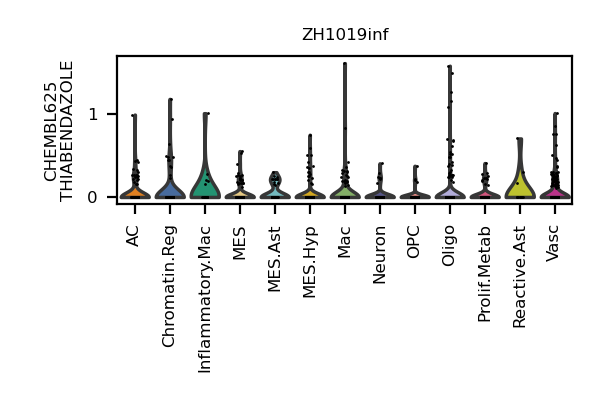 ZH1019inf
CHEMBL625
THIABENDAZOLE
1
0
AC
Chromatin.Reg
Inflammatory.Mac
MES
MES.Ast
MES.Hyp
Mac
Neuron
OPC
Oligo
Prolif.Metab
Reactive.Ast
Vasc